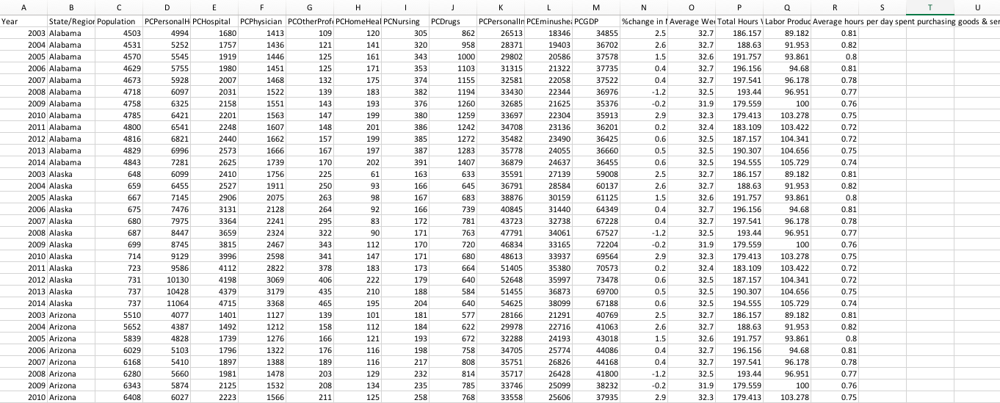 A B C D E F G H I J K L M N O P Q R S T U
Year State/Region Population PCPersonalH PCHospital PCPhysician PCOtherProfe PCHomeHeal PCNursing PCDrugs PCPersonalIn PCEminushea PCGDP %change in Average Wee Total Hours Labor Produc Average hours per day spent purchasing goods & ser
2003 Alabama 4503 4994 1680 1413 109 120 305 862 26513 18346 34855 2.5 32.7 186.157 89.182 0.81
2004 Alabama 4531 5252 1757 1436 121 141 320 958 28371 19403 36702 2.6 32.7 188.63 91.953 0.82
2005 Alabama 4570 5545 1919 1446 125 161 343 1000 29802 20586 37578 1.5 32.6 191.757 93.861 0.8
2006 Alabama 4629 5755 1980 1451 125 171 353 1103 31315 21322 37735 0.4 32.7 196.156 94.68 0.81
2007 Alabama 4673 5928 2007 1468 132 175 374 1155 32581 22058 37522 0.4 32.7 197.541 96.178 0.78
2008 Alabama 4718 6097 2031 1522 139 183 382 1194 33430 22344 36976 -1.2 32.5 193.44 96.951 0.77
2009 Alabama 4758 6325 2158 1551 143 193 376 1260 32685 21625 35376 -0.2 31.9 179.559 100 0.76
2010 Alabama 4785 6421 2201 1563 147 199 380 1259 33697 22304 35913 2.9 32.3 179.413 103.278 0.75
2011 Alabama 4800 6541 2248 1607 148 201 386 1242 34708 23136 36201 0.2 32.4 183.109 103.422 0.72
2012 Alabama 4816 6821 2440 1662 157 199 385 1272 35482 23490 36425 0.6 32.5 187.157 104.341 0.72
2013 Alabama 4829 6996 2573 1666 167 197 387 1283 35778 24055 36660 0.5 32.5 190.307 104.656 0.75
2014 Alabama 4843 7281 2625 1739 170 202 391 1407 36879 24637 36455 0.6 32.5 194.555 105.729 0.74
2003 Alaska 648 6099 2410 1756 225 61 163 633 35591 27139 59008 2.5 32.7 186.157 89.182 0.81
2004 Alaska 659 6455 2527 1911 250 93 166 645 36791 28584 60137 2.6 32.7 188.63 91.953 0.82
2005 Alaska 667 7145 2906 2075 263 98 167 683 38876 30159 61125 1.5 32.6 191.757 93.861 0.8
2006 Alaska 675 7476 3131 2128 264 92 166 739 40845 31440 64349 0.4 32.7 196.156 94.68 0.81
2007 Alaska 680 7975 3364 2241 295 83 172 781 43723 32738 67228 0.4 32.7 197.541 96.178 0.78
2008 Alaska 687 8447 3659 2324 322 90 171 763 47791 34061 67527 -1.2 32.5 193.44 96.951 0.77
2009 Alaska 699 8745 3815 2467 343 112 170 720 46834 33165 72204 -0.2 31.9 179.559 100 0.76
2010 Alaska 714 9129 3996 2598 341 147 171 680 48613 33937 69564 2.9 32.3 179.413 103.278 0.75
2011 Alaska 723 9586 4112 2822 378 183 173 664 51405 35380 70573 0.2 32.4 183.109 103.422 0.72
2012 Alaska 731 10130 4198 3069 406 222 179 640 52648 35997 73478 0.6 32.5 187.157 104.341 0.72
2013 Alaska 737 10428 4379 3179 435 210 188 584 51455 36873 69700 0.5 32.5 190.307 104.656 0.75
2014 Alaska 737 11064 4715 3368 465 195 204 640 54625 38099 67188 0.6 32.5 194.555 105.729 0.74
2003 Arizona 5510 4077 1401 1127 139 101 181 577 28166 21291 40769 2.5 32.7 186.157 89.182 0.81
2004 Arizona 5652 4387 1492 1212 158 112 184 622 29978 22716 41063 2.6 32.7 188.63 91.953 0.82
2005 Arizona 5839 4828 1739 1276 166 121 193 672 32288 24193 43018 1.5 32.6 191.757 93.861 0.8
2006 Arizona 6029 5103 1796 1322 176 116 198 758 34705 25774 44086 0.4 32.7 196.156 94.68 0.81
2007 Arizona 6168 5410 1897 1388 189 116 217 808 35751 26826 44168 0.4 32.7 197.541 96.178 0.78
2008 Arizona 6280 5660 1981 1478 203 129 232 814 35717 26428 41800 -1.2 32.5 193.44 96.951 0.77
2009 Arizona 6343 5874 2125 1532 208 134 235 785 33746 25099 38232 -0.2 31.9 179.559 100 0.76
2010 Arizona 6408 6027 2223 1566 211 125 258 768 33558 25606 37935 2.9 32.3 179.413 103.278 0.75